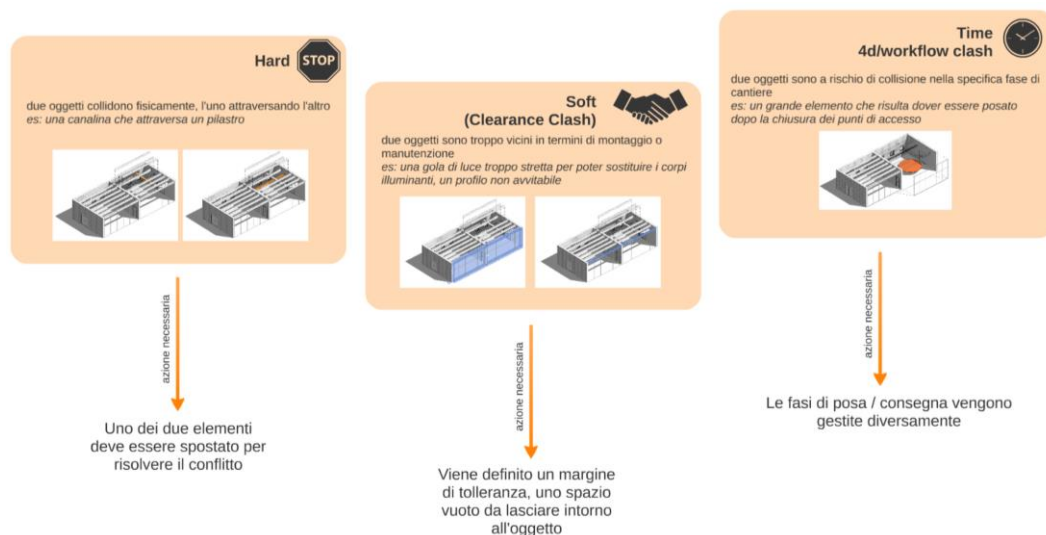 Hard
STOP
due oggetti collidono fisicamente, l'uno attraversando l'altro
es: una canalina che attraversa un pilastro
azione necessaria
Uno dei due elementi
deve essere spostato per
risolvere il conflitto
Soft
(Clearance Clash)
due oggetti sono troppo vicini in termini di montaggio o
manutenzione
es: una gola di luce troppo stretta per poter sostituire i corpi
illuminanti, un profilo non avvitabile
azione necessaria
Viene definito un margine
di tolleranza, uno spazio
vuoto da lasciare intorno
all'oggetto
Time
4d/workflow clash
due oggetti sono a rischio di collisione nella specifica fase di
cantiere
es: un grande elemento che risulta dover essere posato
dopo la chiusura dei punti di accesso
azione necessaria
Le fasi di posa / consegna vengono
gestite diversamente